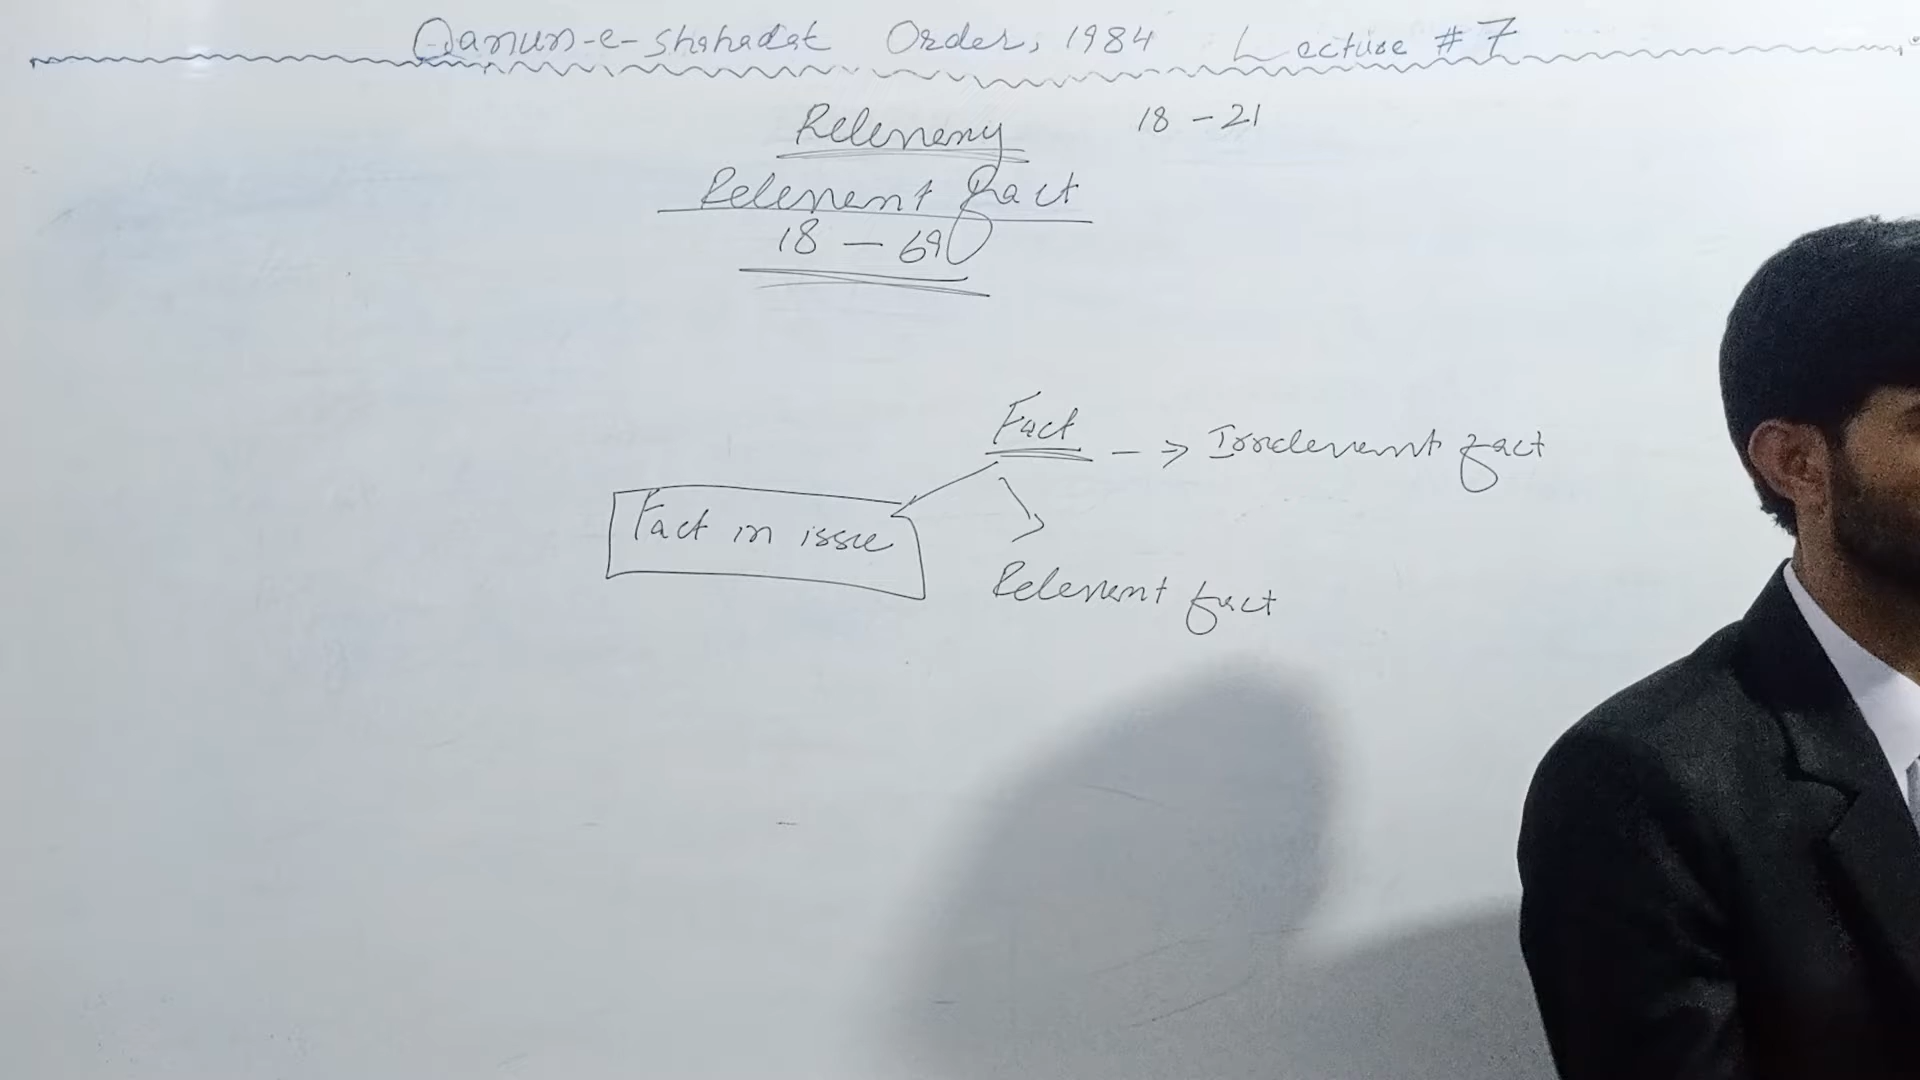 Qanun-e-Shahadat Order, 1984 Lecture # 7
Relevancy 18 - 21
Relevant fact
18 - 69
Fact -> Irrelevant fact
Fact in issue
Relevant fact